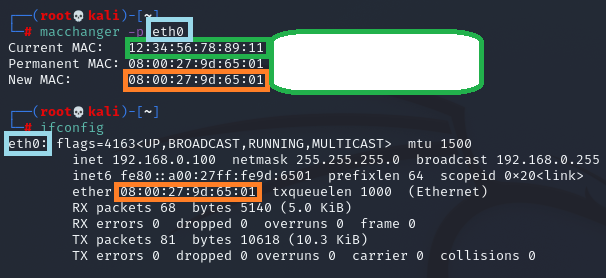 ┌──(root💀kali)-[~]
└─# macchanger -p eth0
Current MAC:   12:34:56:78:89:11
Permanent MAC: 08:00:27:9d:65:01
New MAC:       08:00:27:9d:65:01
┌──(root💀kali)-[~]
└─# ifconfig
eth0: flags=4163<UP,BROADCAST,RUNNING,MULTICAST>  mtu 1500
        inet 192.168.0.100  netmask 255.255.255.0  broadcast 192.168.0.255
        inet6 fe80::a00:27ff:fe9d:6501  prefixlen 64  scopeid 0x20<link>
        ether 08:00:27:9d:65:01  txqueuelen 1000  (Ethernet)
        RX packets 68  bytes 5140 (5.0 KiB)
        RX errors 0  dropped 0  overruns 0  frame 0
        TX packets 81  bytes 10618 (10.3 KiB)
        TX errors 0  dropped 0 overruns 0  carrier 0  collisions 0